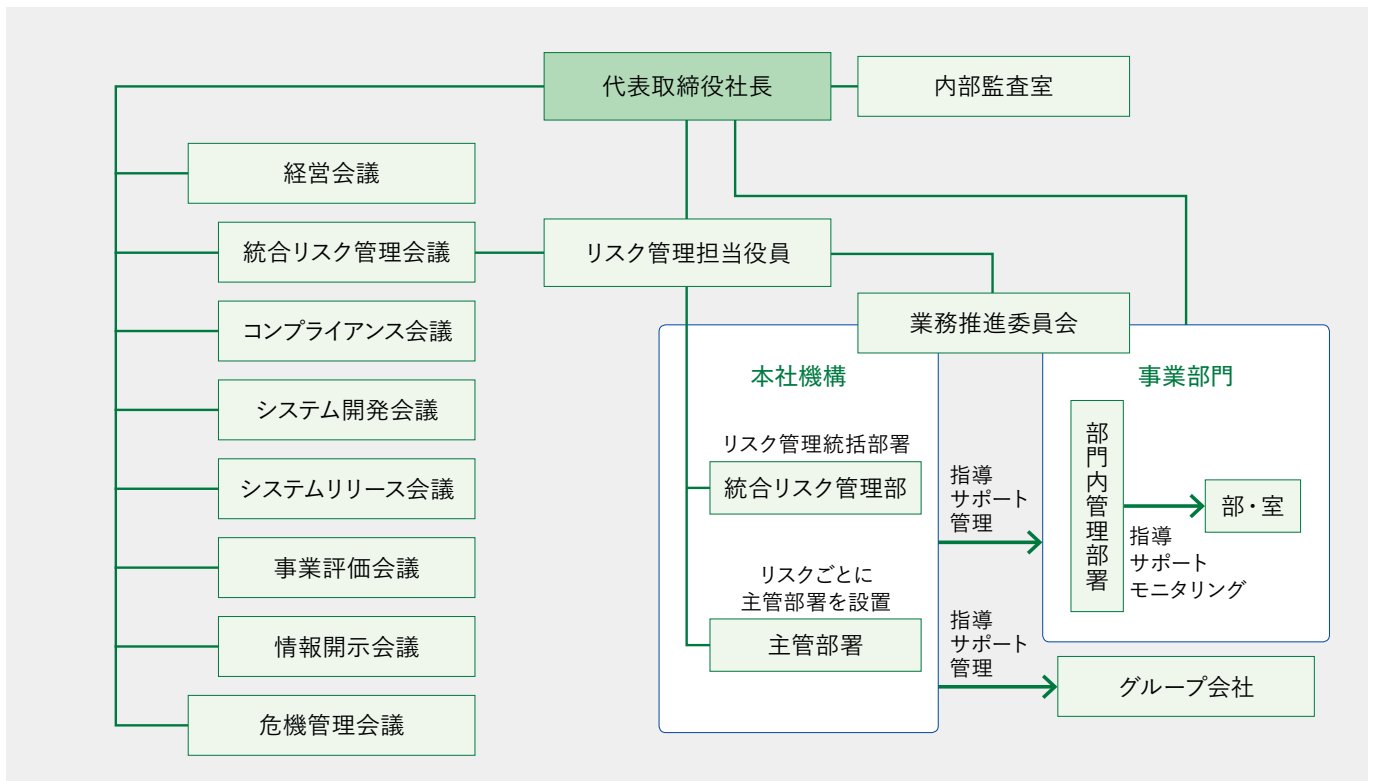 代表取締役社長
内部監査室
経営会議
統合リスク管理会議
コンプライアンス会議
システム開発会議
システムリリース会議
事業評価会議
情報開示会議
危機管理会議
リスク管理担当役員
業務推進委員会
本社機構
リスク管理統括部署
統合リスク管理部
リスクごとに
主管部署を設置
主管部署
指導
サポート
管理
指導
サポート
管理
事業部門
部門内管理部署
指導
サポート
モニタリング
部・室
グループ会社